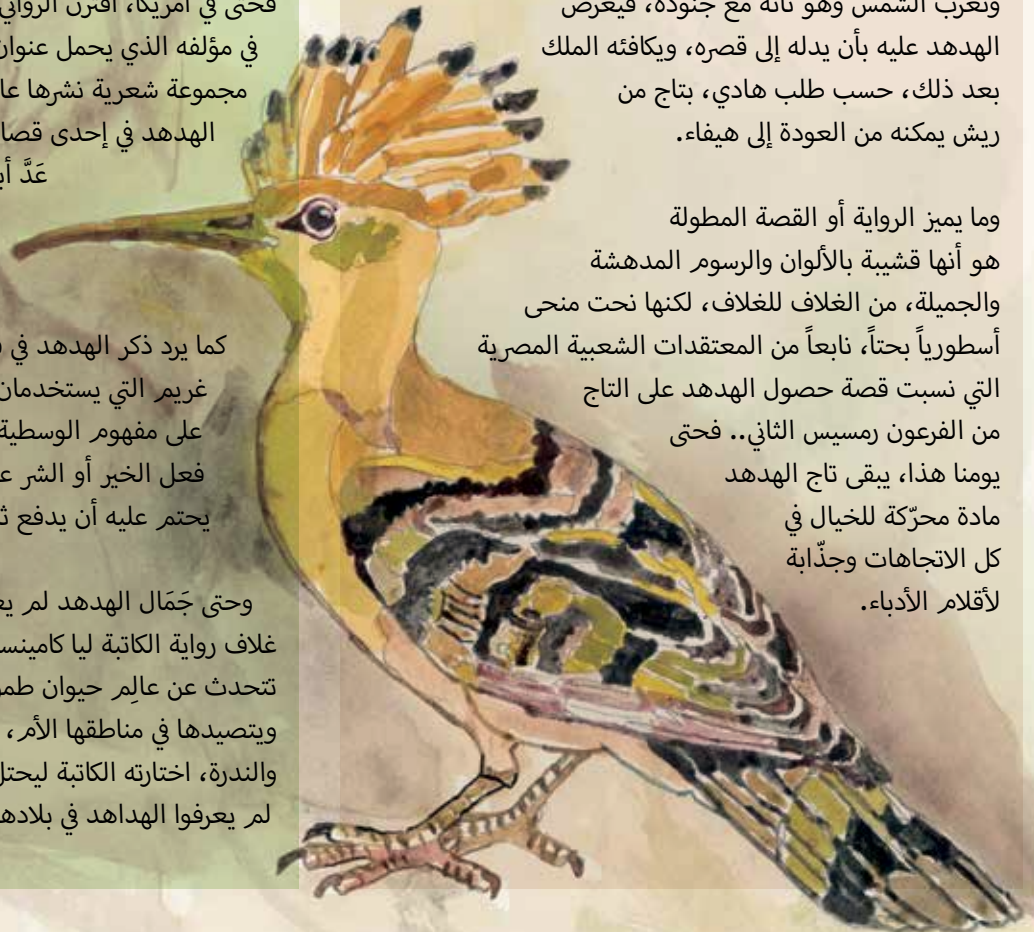 وتغرب الشمس وهو تائه مع جنوده، فيعرض
الهدهد عليه بأن يدله إلى قصره، ويكافئه الملك
بعد ذلك، حسب طلب هادي، بتاج من
ريش يمكنه من العودة إلى هيفاء.
وما يميز الرواية أو القصة المطولة
هو أنها قشيبة بالألوان والرسوم المدهشة
والجميلة، من الغلاف للغلاف، لكنها نحت منحى
أسطورياً بحتاً، نابعاً من المعتقدات الشعبية المصرية
التي نسبت قصة حصول الهدهد على التاج
من الفرعون رمسيس الثاني.. فحتى
يومنا هذا، يبقى تاج الهدهد
مادة محرّكة للخيال في
كل الاتجاهات وجذّابة
لأقلام الأدباء.
فحتى في أمريكا، اقترن
في مؤلفه الذي يحمل
مجموعة شعرية نشرها
الهدهد في إحدى
عَدَّ
كما يرد ذكر الهدهد في
غريم التي يستخدمان
على مفهوم الوسطية
فعل الخير أو الشر
يحتم عليه أن يدفع
وحتى جَمَال الهدهد لم
غلاف رواية الكاتبة ليا
تتحدث عن عالِم حيوان
ويتصيدها في مناطقها الأم،
والندرة، اختارته الكاتبة
لم يعرفوا الهداهد في